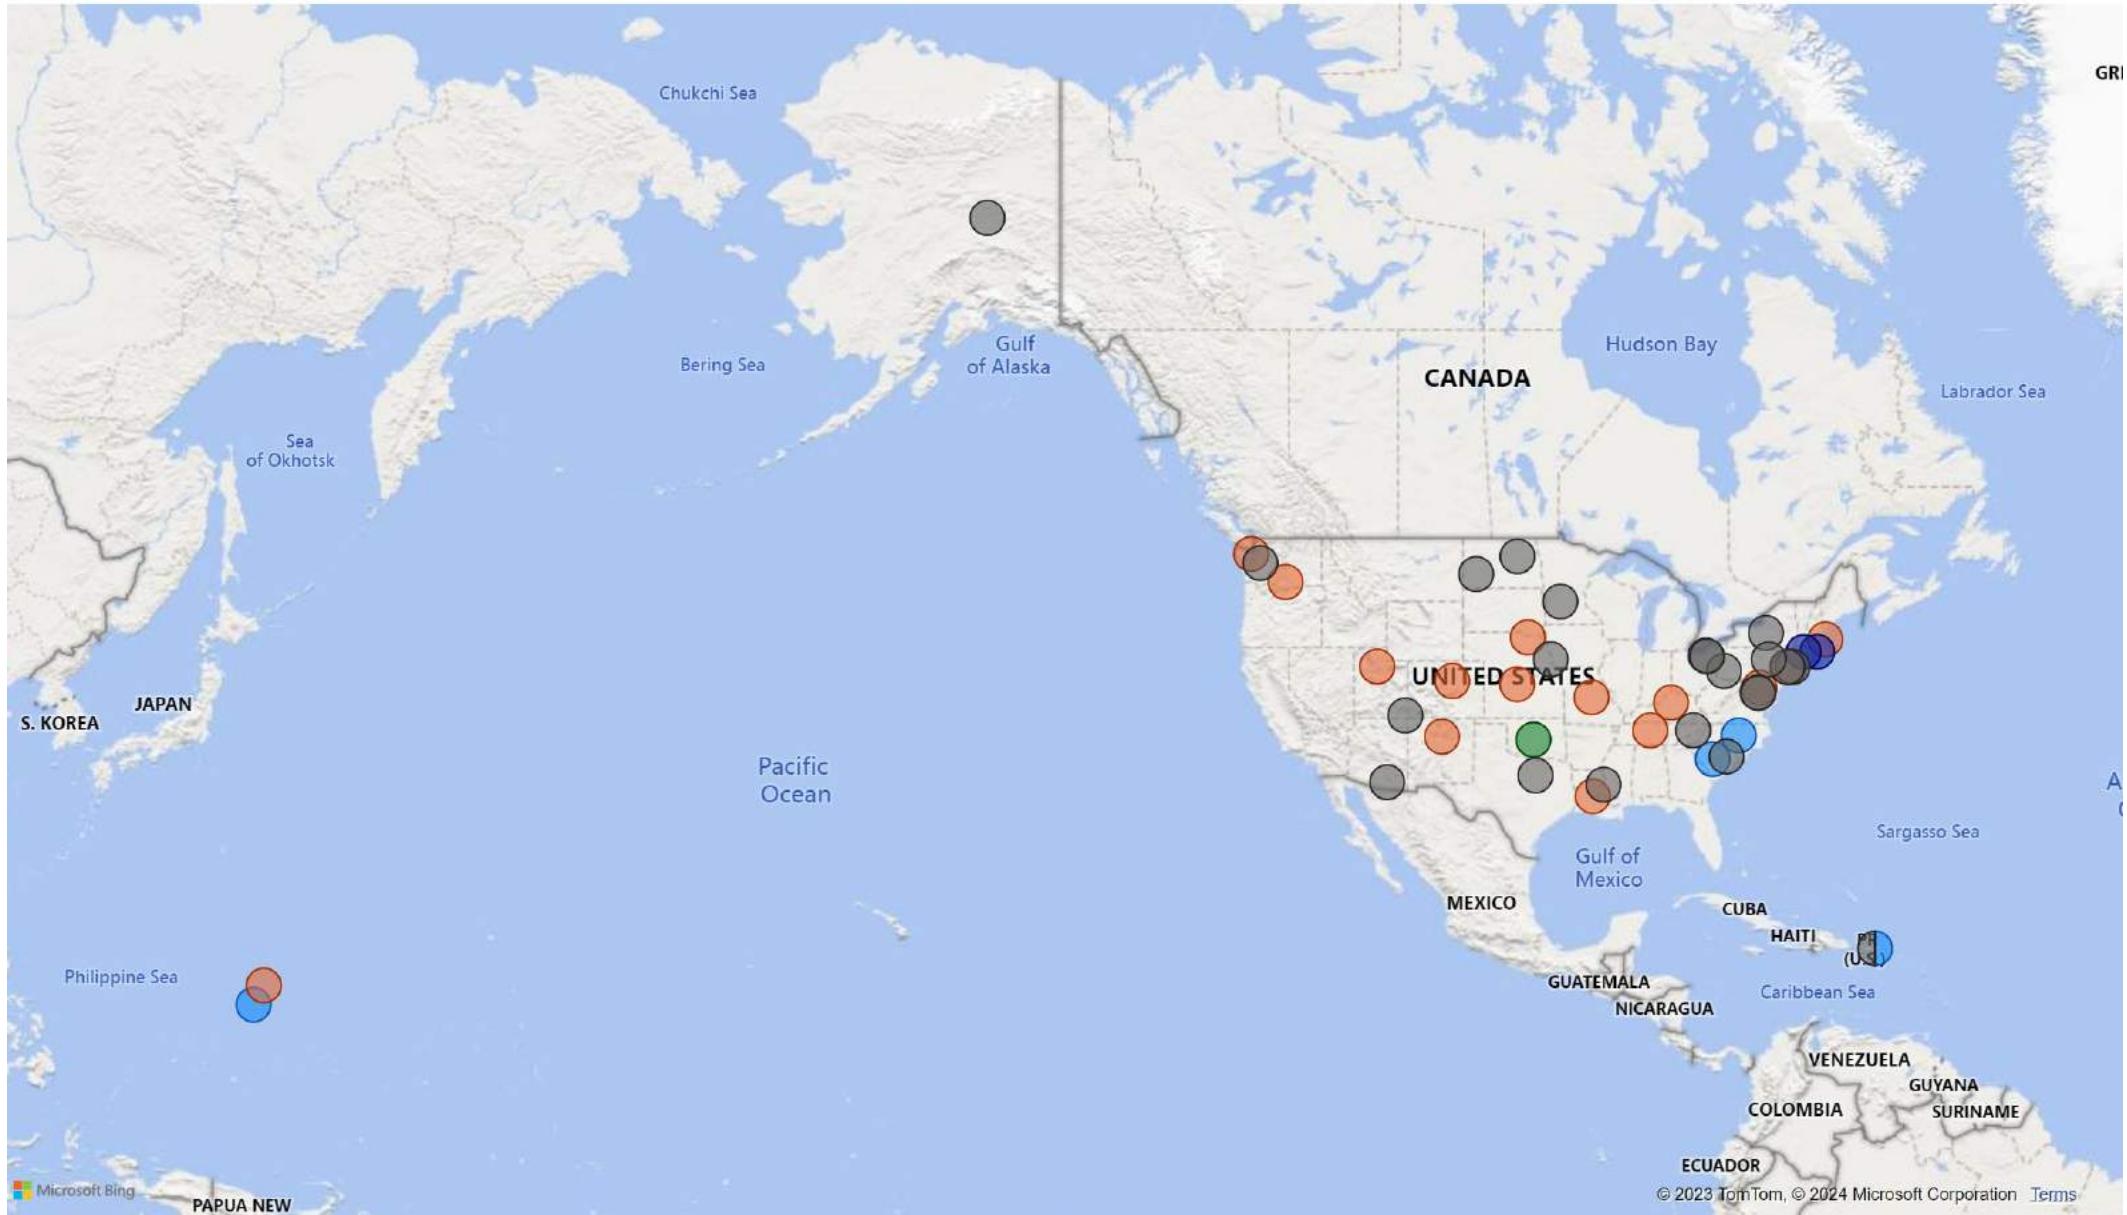 GRI
Chukchi Sea
Gulf
of Alaska
Hudson Bay
Bering Sea
CANADA
Labrador Sea
Sea
of Okhotsk
UNITED STATES
JAPAN
S. KOREA
Pacific
Ocean
A
Sargasso Sea
Gulf of
Mexico
MEXICO
CUBA
HAITI
(U.S.)
Philippine Sea
GUATEMALA
Caribbean Sea
NICARAGUA
VENEZUELA
GUYANA
COLOMBIA
SURINAME
ECUADOR
Microsoft Bing
PAPUA NEW
© 2023 TomTom, © 2024 Microsoft Corporation Terms